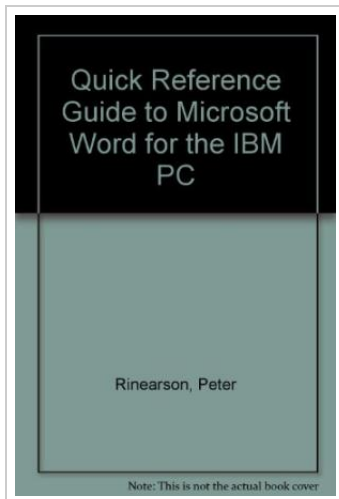 Quick Reference
Guide to Microsoft
Word for the IBM
PC
Rinearson, Peter
Note: This is not the actual book cover